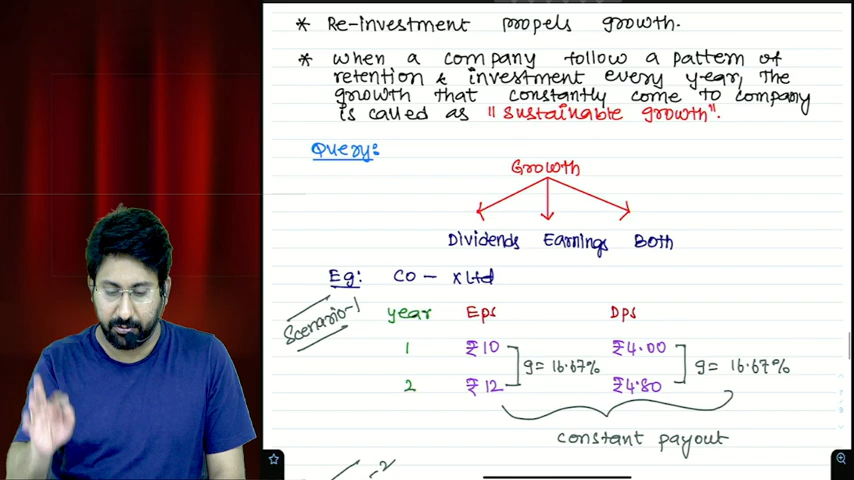 * Re-investment propels growth.
* When a company follow a pattern of
retention & investment every year, the
growth that constantly come to company
is called as "sustainable growth".
Query:
Growth
Dividends Earnings Both
Eg: CO - X Ltd
Scenario-1
year Eps Dps
1 ₹10 ₹4.00
g= 16.67% g= 16.67%
2 ₹12 ₹4.80
constant payout
-2